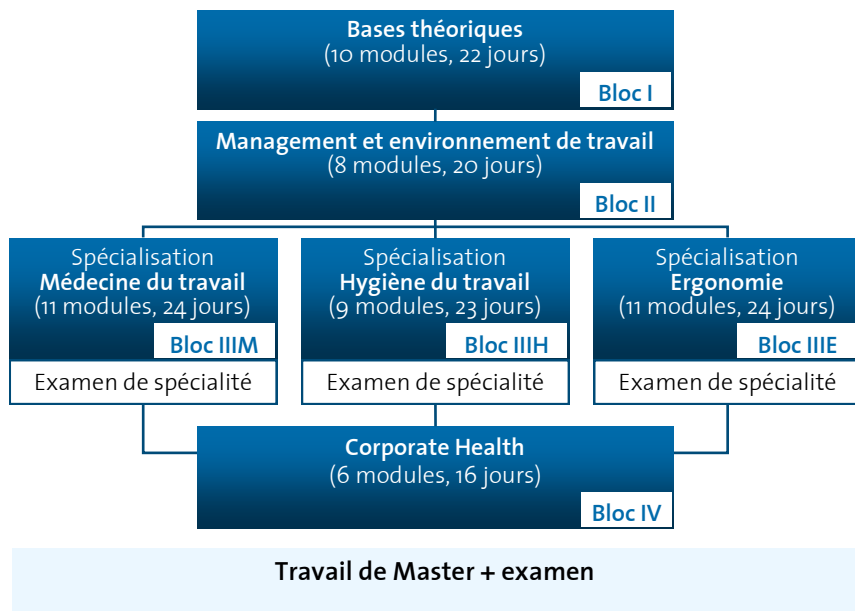 Bases théoriques
(10 modules, 22 jours)
Bloc I
Management et environnement de travail
(8 modules, 20 jours)
Bloc II
Spécialisation
Médecine du travail
(11 modules, 24 jours)
Bloc IIIM
Examen de spécialité
Spécialisation
Hygiène du travail
(9 modules, 23 jours)
Bloc IIIH
Examen de spécialité
Spécialisation
Ergonomie
(11 modules, 24 jours)
Bloc IIIE
Examen de spécialité
Corporate Health
(6 modules, 16 jours)
Bloc IV
Travail de Master + examen